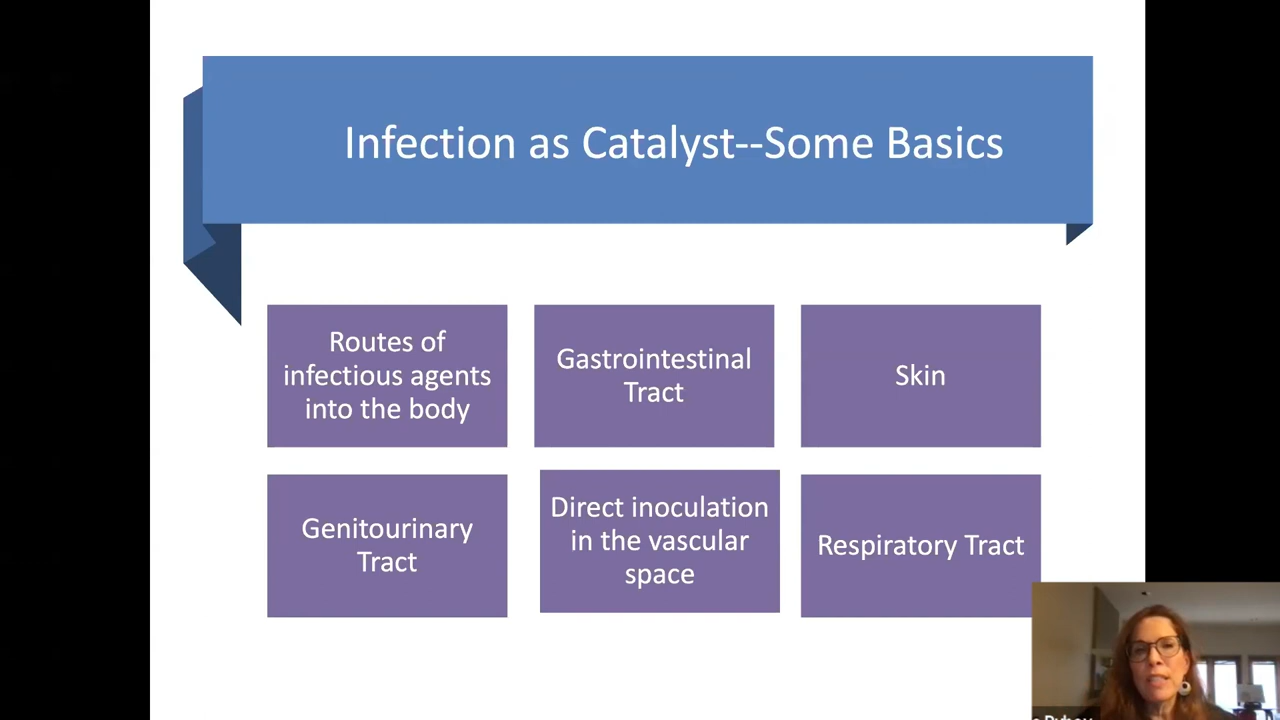 Infection as Catalyst--Some Basics
Routes of
infectious agents
into the body
Gastrointestinal
Tract
Skin
Genitourinary
Tract
Direct inoculation
in the vascular
space
Respiratory Tract